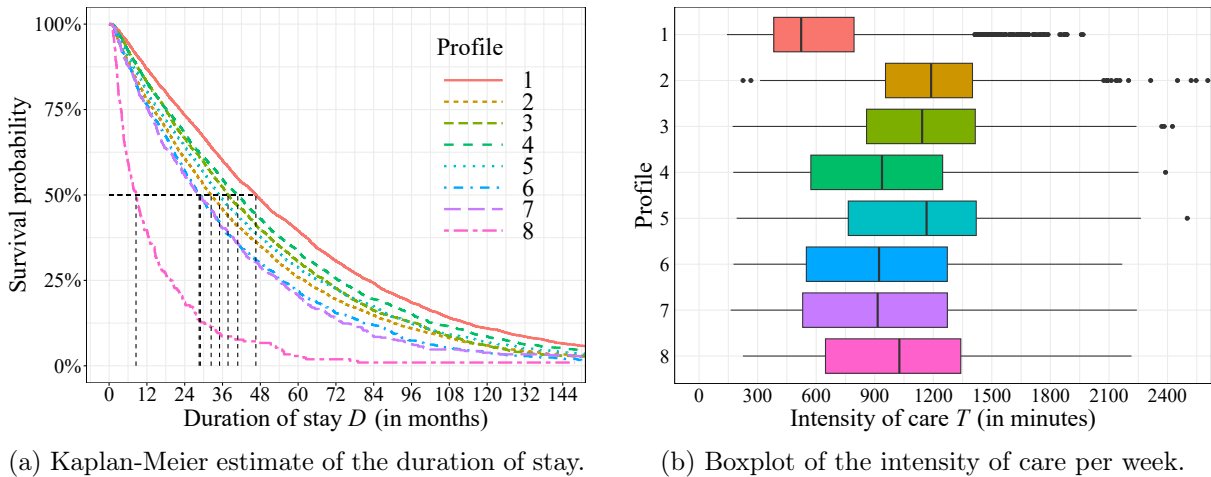 100%
75%
50%
25%
0%
Survival probability
0 12 24 36 48 60 72 84 96 108 120 132 144
Duration of stay D (in months)
Profile
1
2
3
4
5
6
7
8
(a) Kaplan-Meier estimate of the duration of stay.
1
2
3
4
5
6
7
8
Profile
0 300 600 900 1200 1500 1800 2100 2400
Intensity of care T (in minutes)
(b) Boxplot of the intensity of care per week.